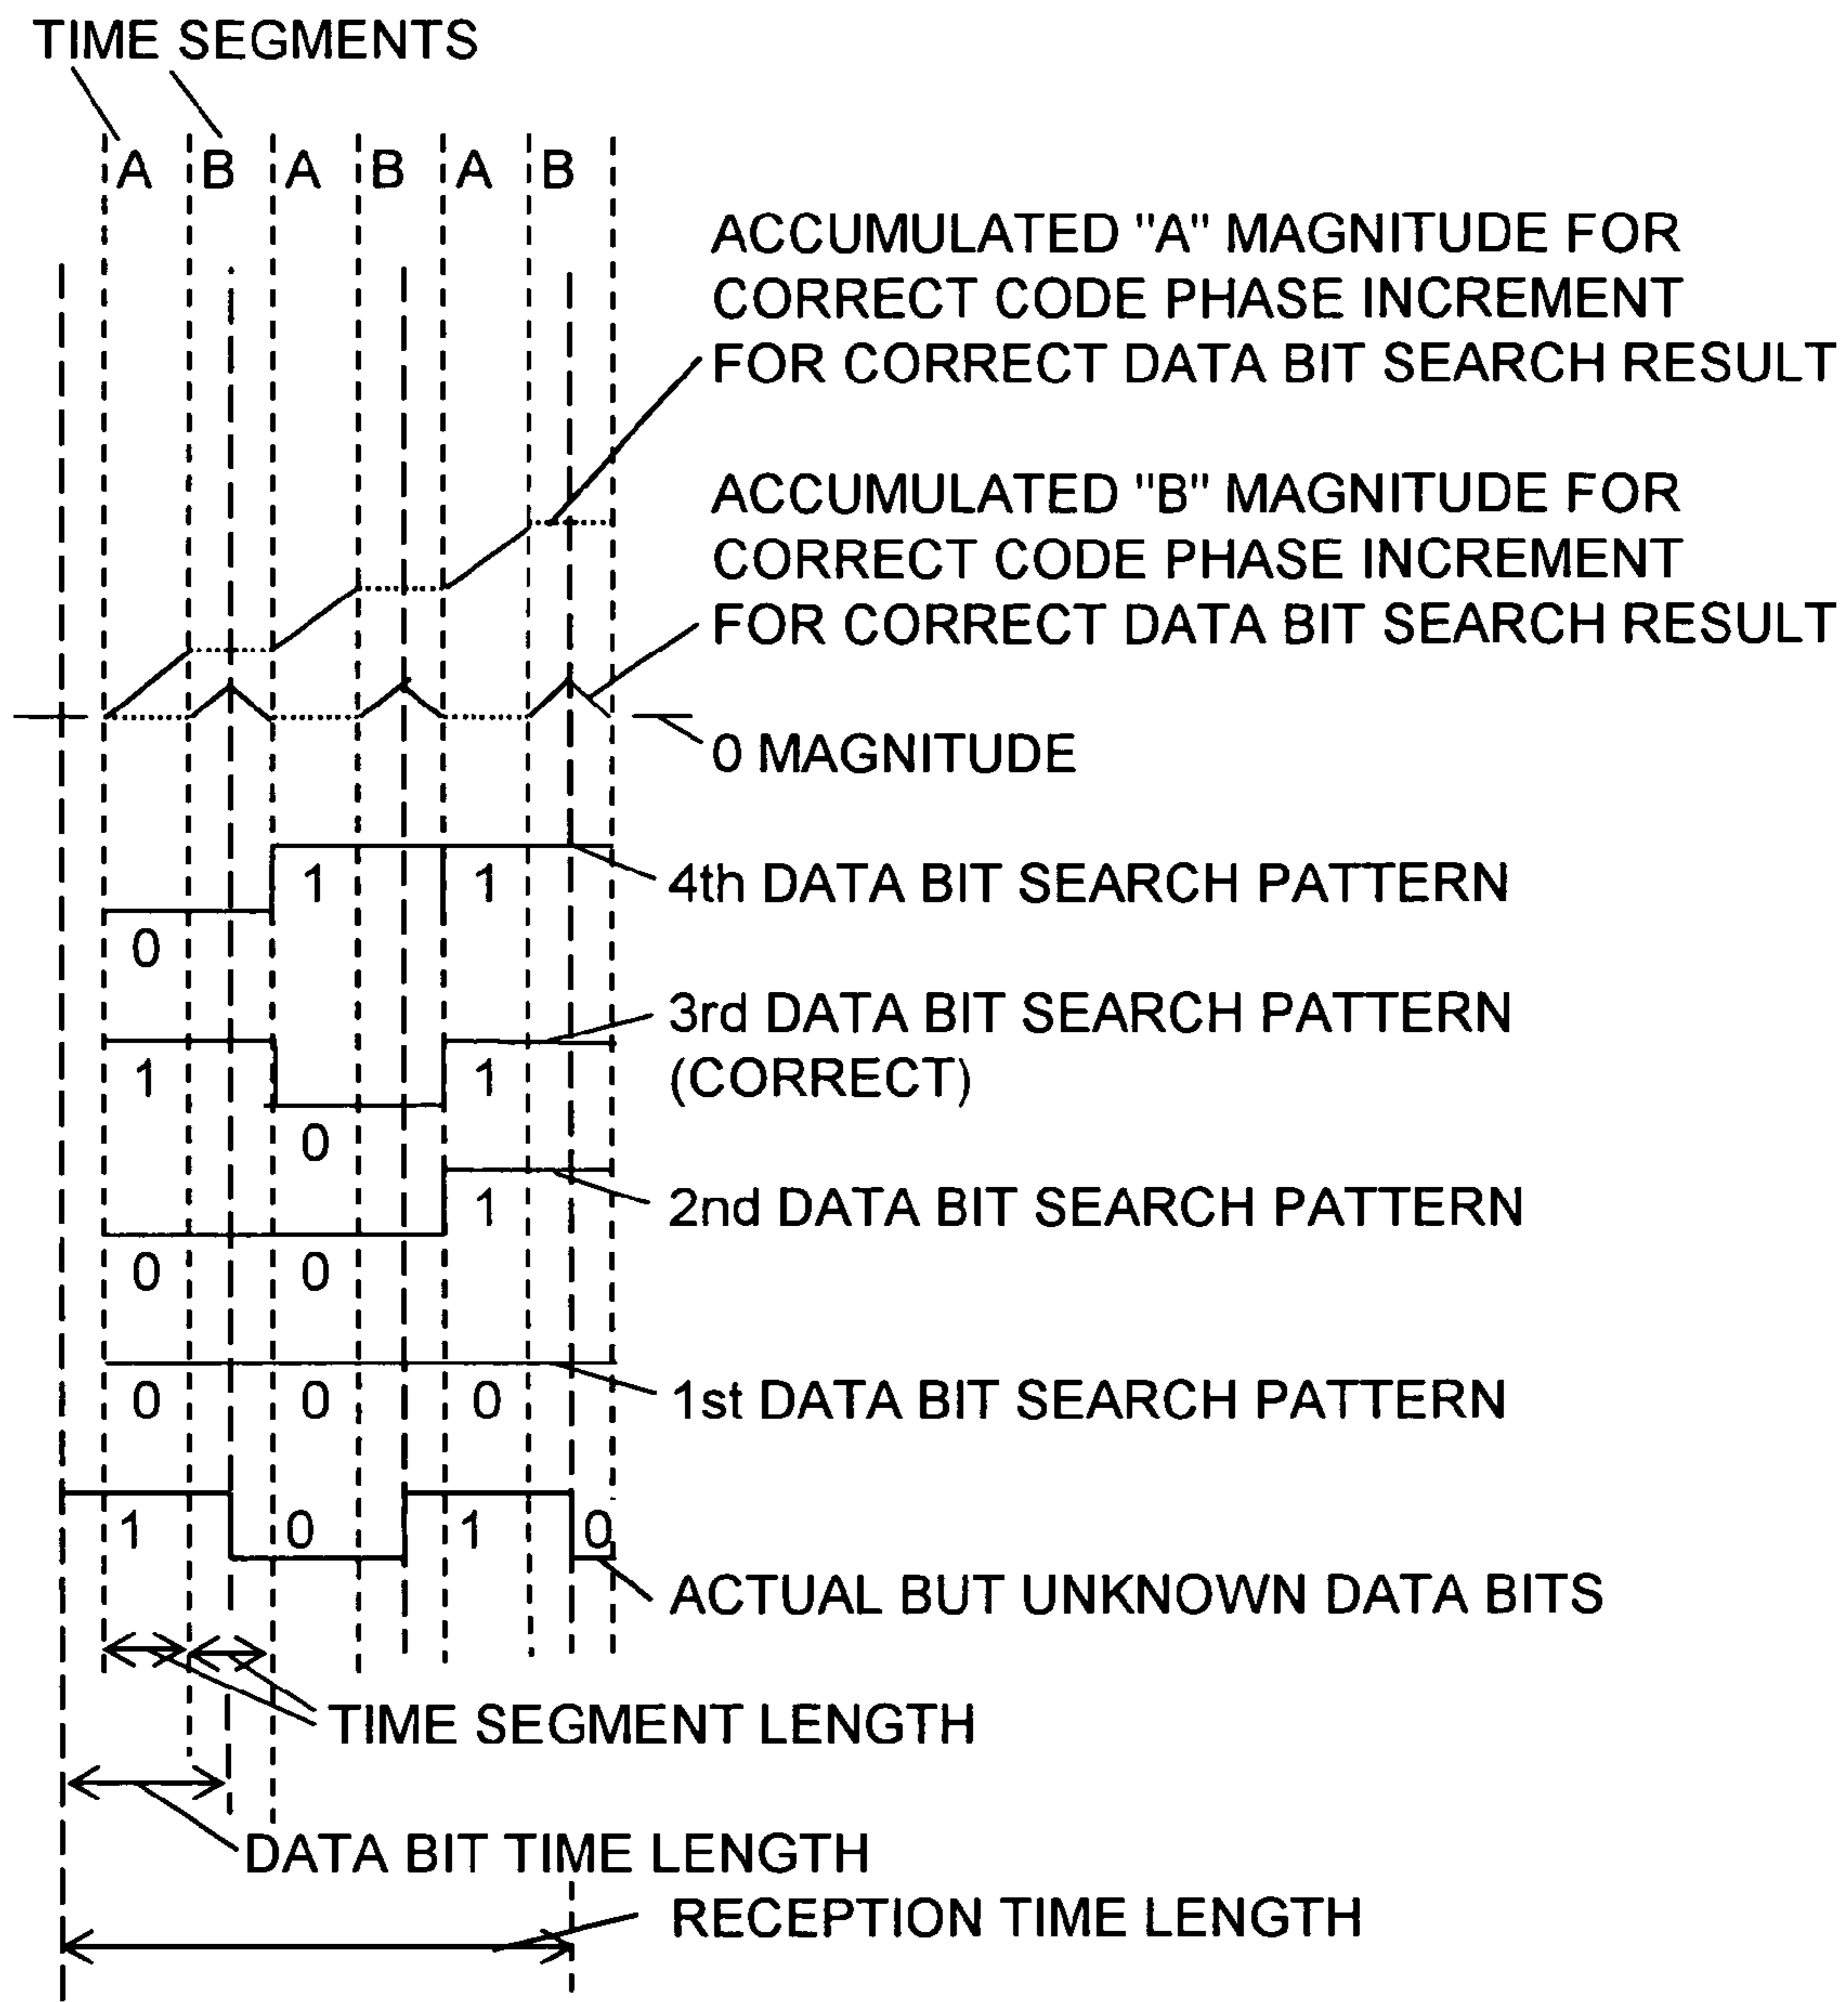 TIME SEGMENTS
A B A B A B
ACCUMULATED "A" MAGNITUDE FOR
CORRECT CODE PHASE INCREMENT
FOR CORRECT DATA BIT SEARCH RESULT
ACCUMULATED "B" MAGNITUDE FOR
CORRECT CODE PHASE INCREMENT
FOR CORRECT DATA BIT SEARCH RESULT
0 MAGNITUDE
1 1
4th DATA BIT SEARCH PATTERN
0
3rd DATA BIT SEARCH PATTERN
1 1
(CORRECT)
0
1
2nd DATA BIT SEARCH PATTERN
0 0
0 0 0
1st DATA BIT SEARCH PATTERN
1 0 1 0
ACTUAL BUT UNKNOWN DATA BITS
TIME SEGMENT LENGTH
DATA BIT TIME LENGTH
RECEPTION TIME LENGTH